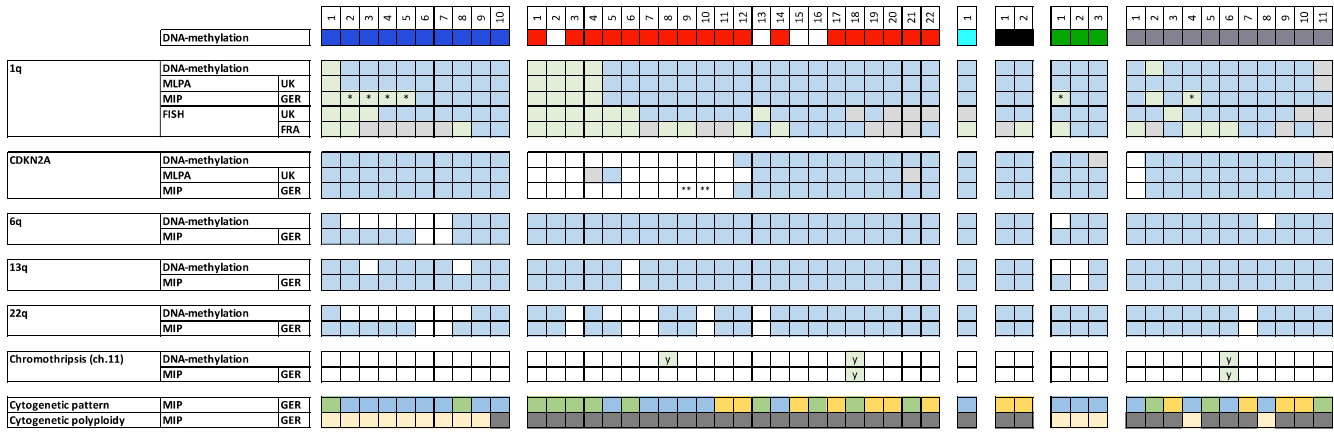 1 2 3 4 5 6 7 8 9 10 1 2 3 4 5 6 7 8 9 10 11 12 13 14 15 16 17 18 19 20 21 22 1 1 2 1 2 3 1 2 3 4 5 6 7 8 9 10 11
DNA-methylation
1q DNA-methylation
MLPA UK
MIP GER * * * * * *
FISH UK
FRA
CDKN2A DNA-methylation
MLPA UK
MIP GER ** **
6q DNA-methylation
MIP GER
13q DNA-methylation
MIP GER
22q DNA-methylation
MIP GER
Chromothripsis (ch.11) DNA-methylation y y y
MIP GER y y
Cytogenetic pattern MIP GER
Cytogenetic polyploidy MIP GER